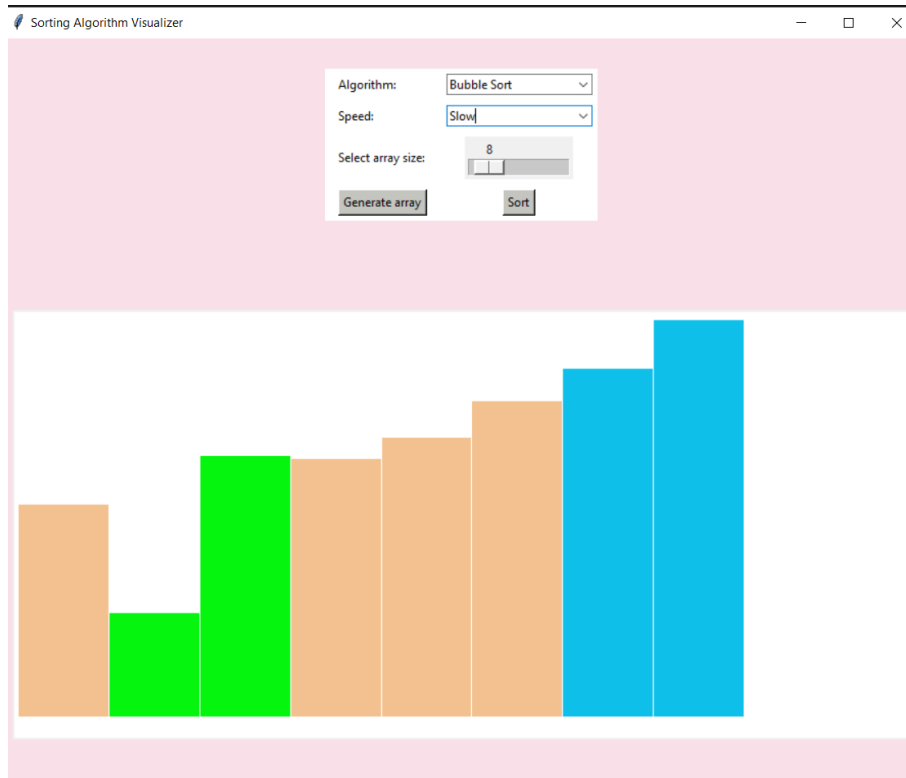 Sorting Algorithm Visualizer
Algorithm: Bubble Sort
Speed: Slow
8
Select array size:
Generate array Sort